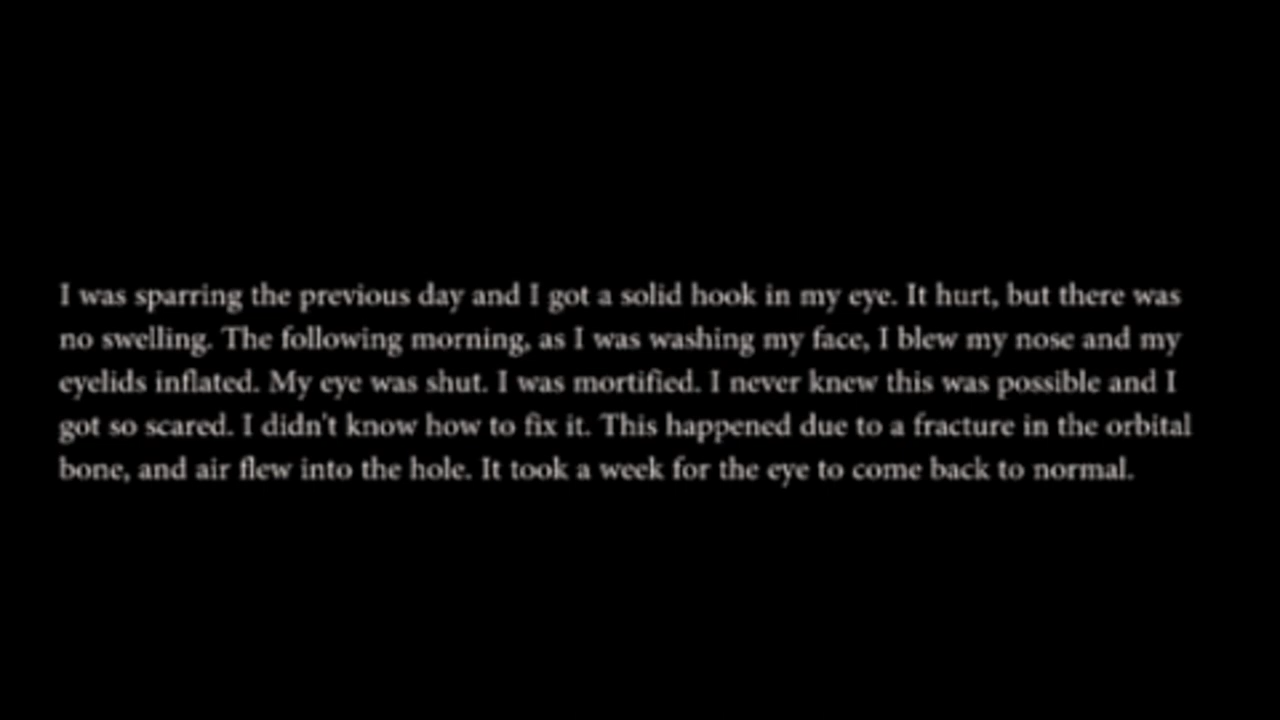 I was sparring the previous day and I got a solid hook in my eye. It hurt, but there was
no swelling. The following morning, as I was washing my face, I blew my nose and my
eyelids inflated. My eye was shut. I was mortified. I never knew this was possible and I
got so scared. I didn't know how to fix it. This happened due to a fracture in the orbital
bone, and air flew into the hole. It took a week for the eye to come back to normal.